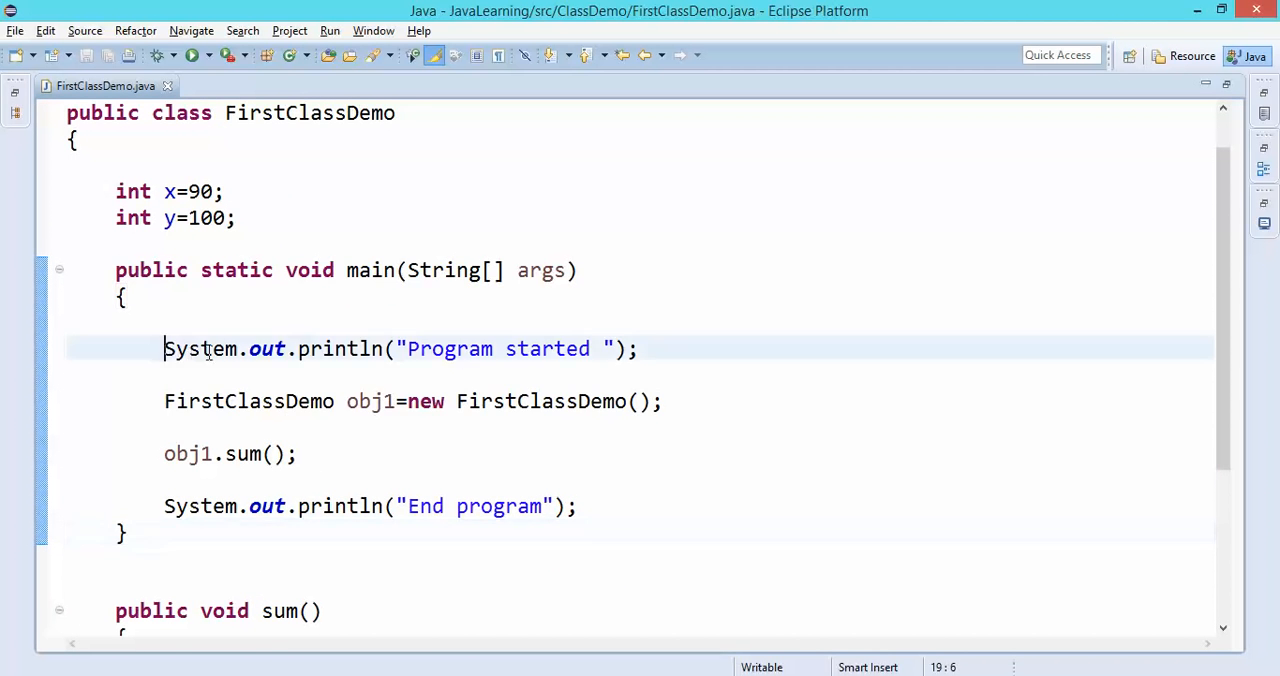 Java - JavaLearning/src/ClassDemo/FirstClassDemo.java - Eclipse Platform
File Edit Source Refactor Navigate Search Project Run Window Help
Quick Access Resource Java
FirstClassDemo.java
public class FirstClassDemo
{
int x=90;
int y=100;
public static void main(String[] args)
{
System.out.println("Program started ");
FirstClassDemo obj1=new FirstClassDemo();
obj1.sum();
System.out.println("End program");
}
public void sum()
{
Writable Smart Insert 19 : 6